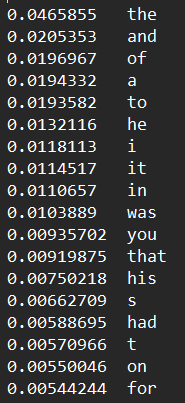 0.0465855 the
0.0205353 and
0.0196967 of
0.0194332 a
0.0193582 to
0.0132116 he
0.0118113 i
0.0114517 it
0.0110657 in
0.0103889 was
0.00935702 you
0.00919875 that
0.00750218 his
0.00662709 s
0.00588695 had
0.00570966 t
0.00550046 on
0.00544244 for